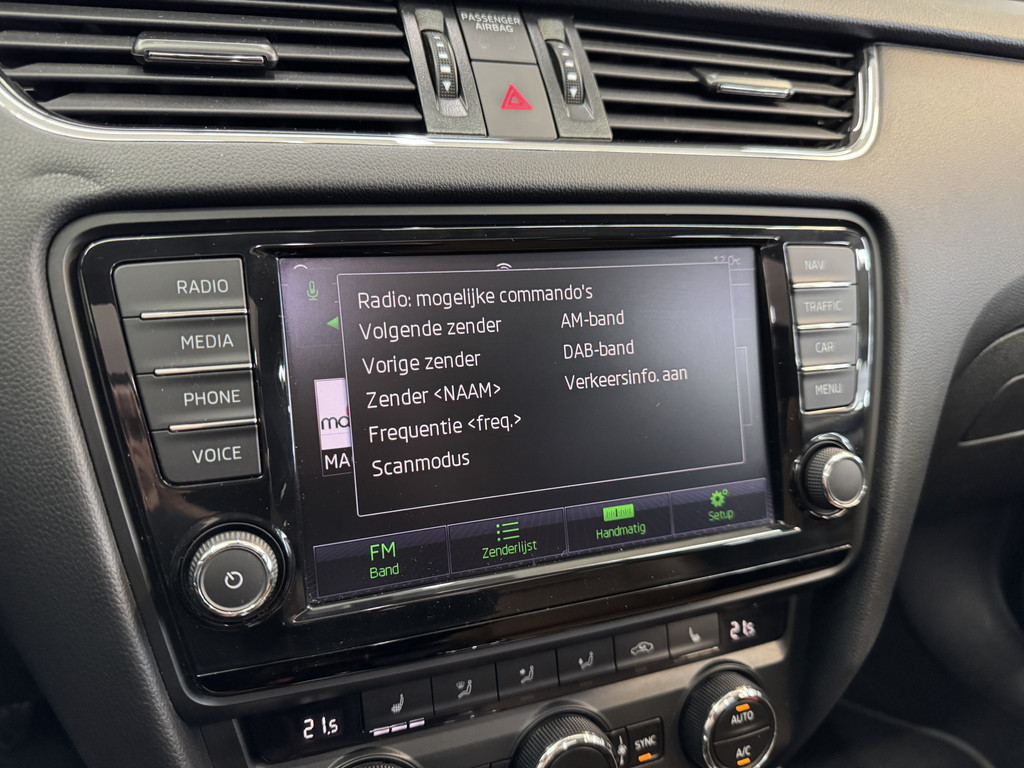 PASSENGER
AIRBAG
RADIO
MEDIA
PHONE
VOICE
NAV
TRAFFIC
CAR
MENU
Radio: mogelijke commando's
Volgende zender
AM-band
Vorige zender
DAB-band
Zender <NAAM>
Verkeersinfo. aan
Frequentie <freq.>
Scanmodus
MA
FM
Band
Zenderlijst
Handmatig
Setup
21.5
21.5
SYNC
AUTO
A/C